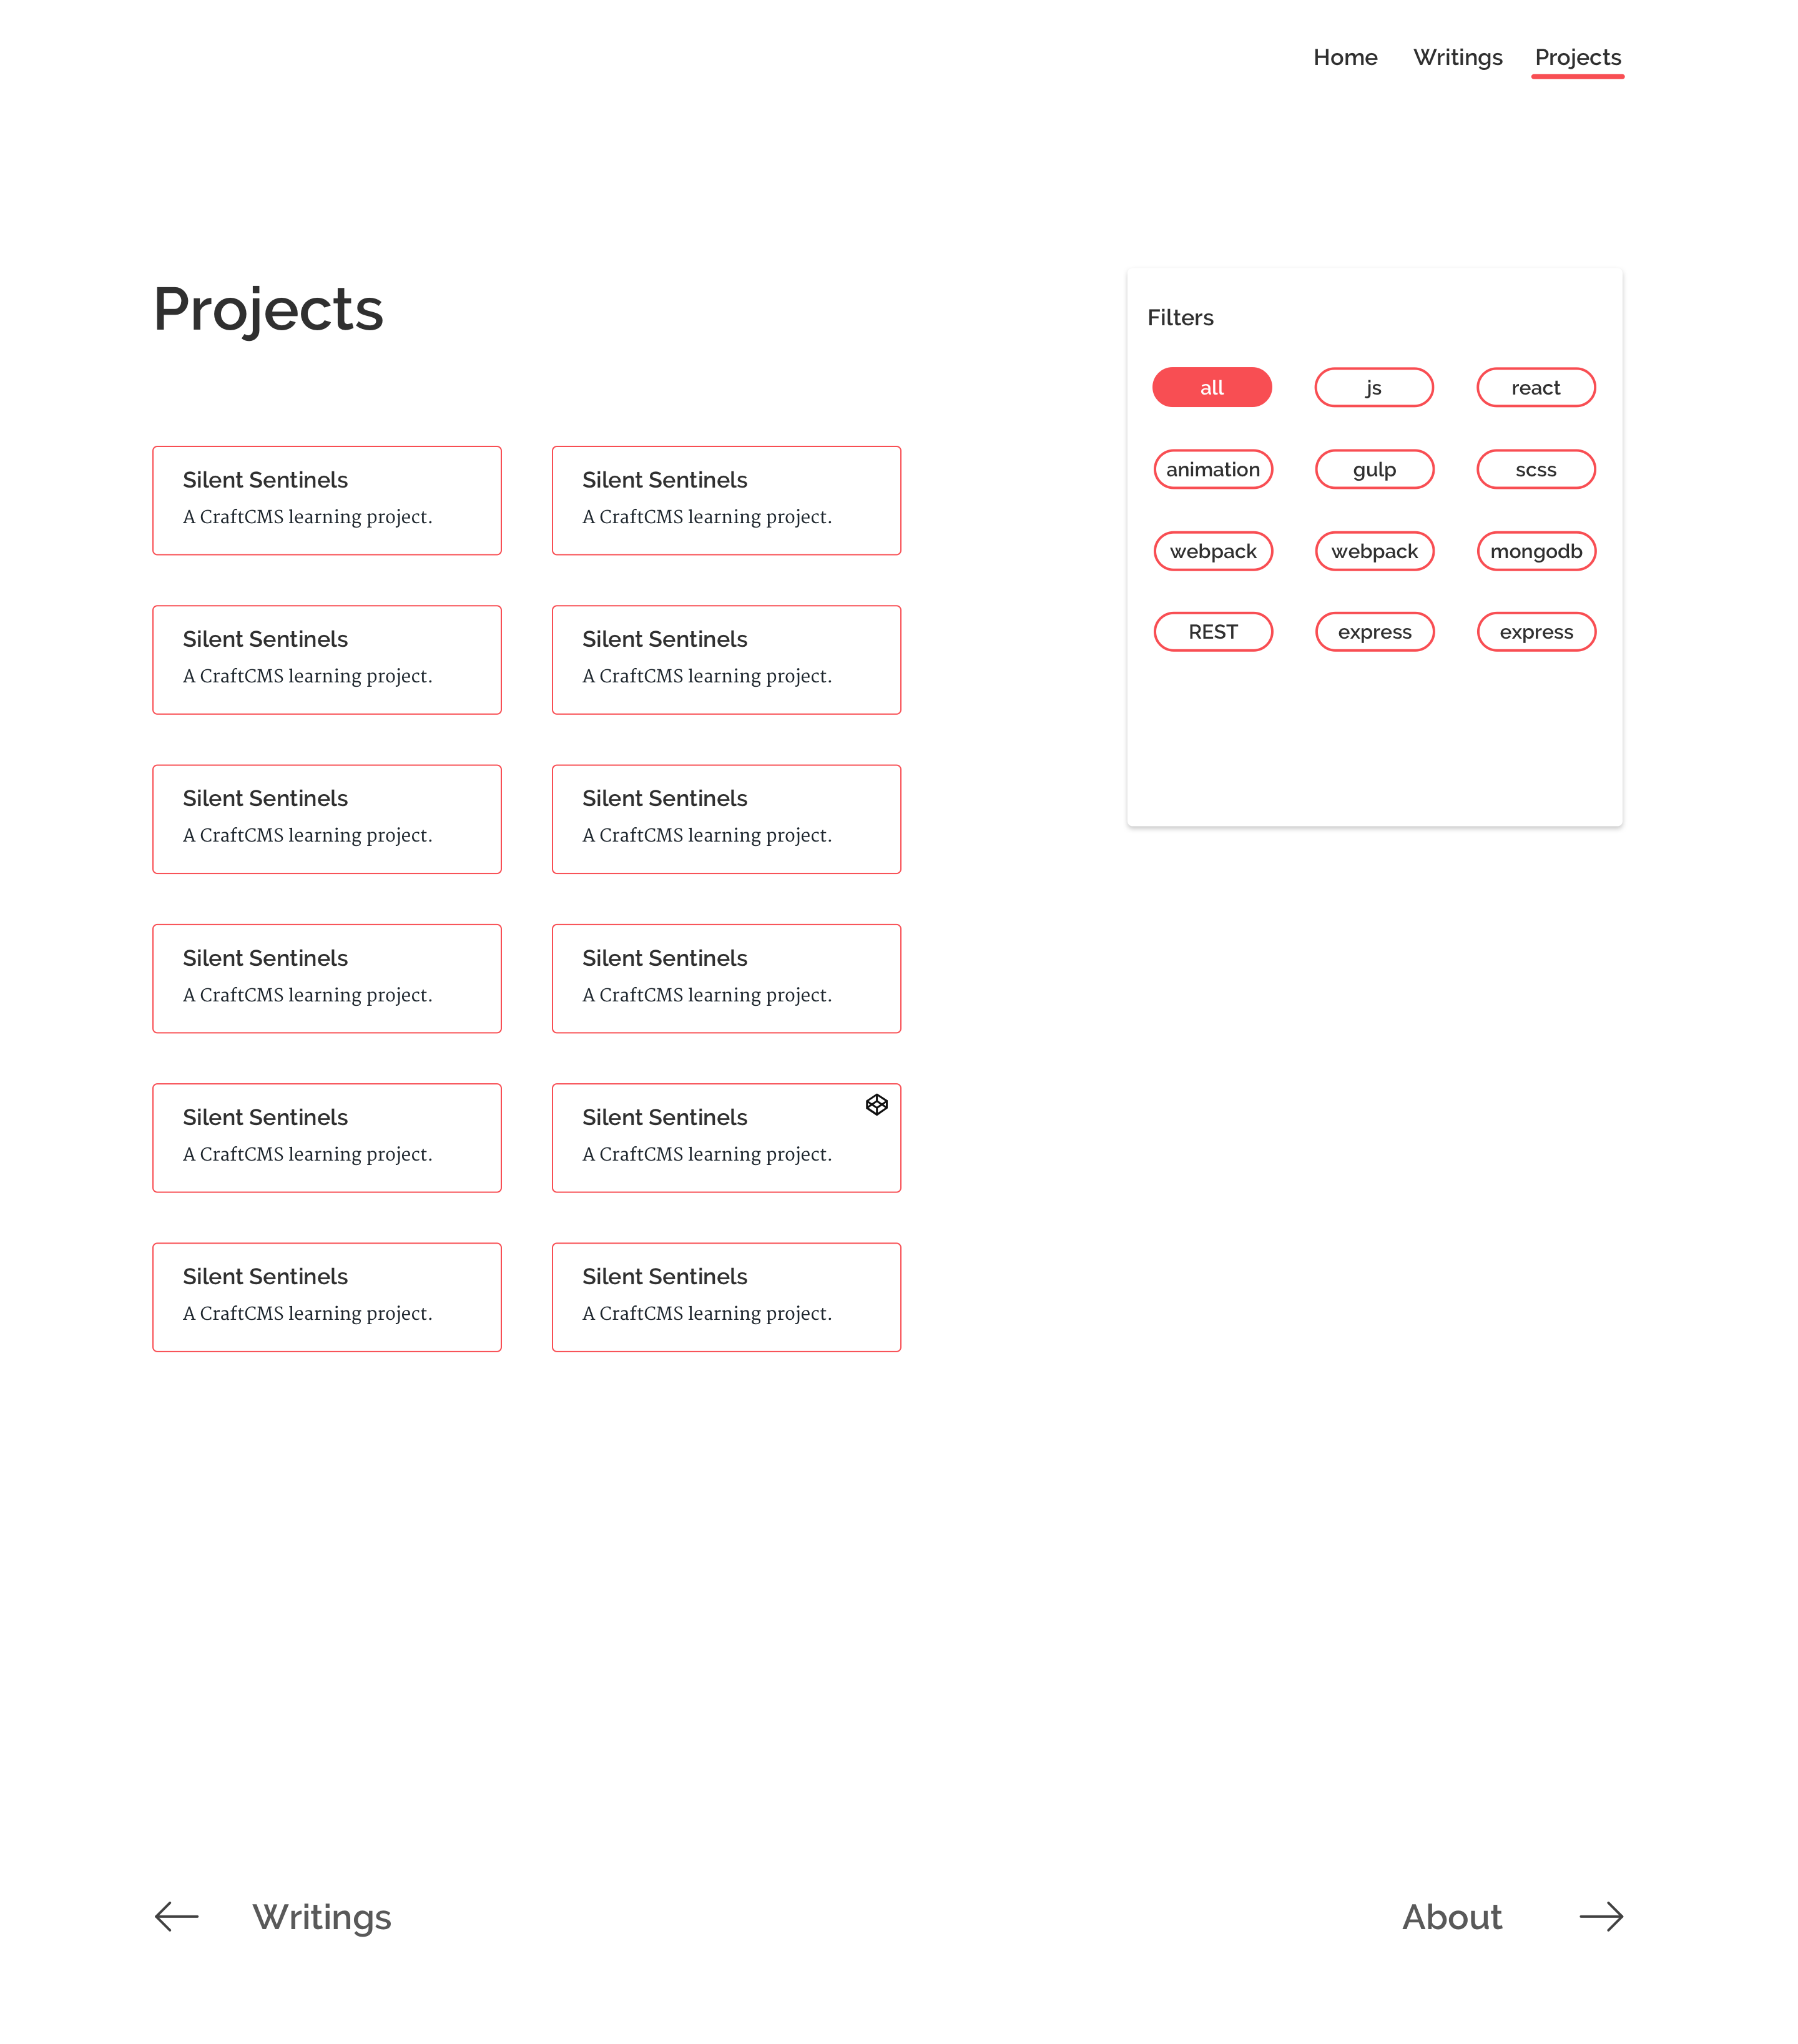 Home Writings Projects
Projects
Silent Sentinels
A CraftCMS learning project.
Silent Sentinels
A CraftCMS learning project.
Silent Sentinels
A CraftCMS learning project.
Silent Sentinels
A CraftCMS learning project.
Silent Sentinels
A CraftCMS learning project.
Silent Sentinels
A CraftCMS learning project.
Silent Sentinels
A CraftCMS learning project.
Silent Sentinels
A CraftCMS learning project.
Silent Sentinels
A CraftCMS learning project.
Silent Sentinels
A CraftCMS learning project.
Silent Sentinels
A CraftCMS learning project.
Silent Sentinels
A CraftCMS learning project.
Filters
all js react
animation gulp scss
webpack webpack mongodb
REST express express
Writings
About